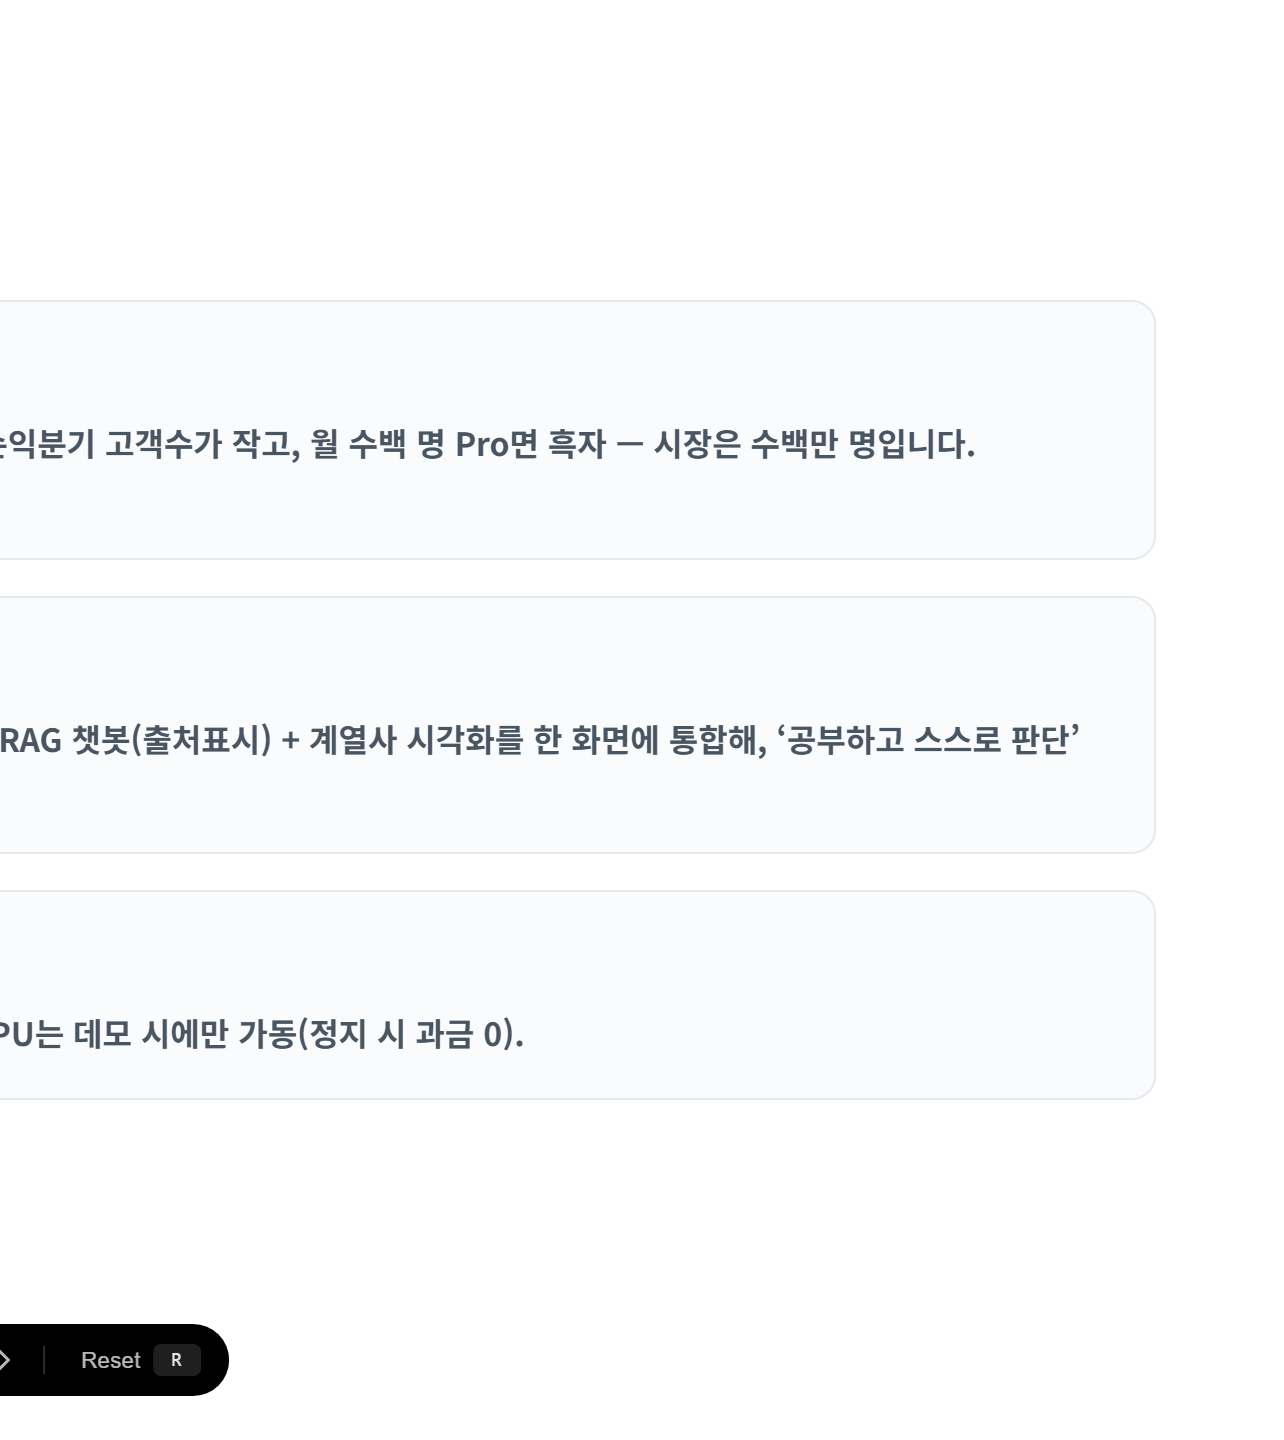 손익분기 고객수가 작고, 월 수백 명 Pro면 흑자 — 시장은 수백만 명입니다.
RAG 챗봇(출처표시) + 계열사 시각화를 한 화면에 통합해, ‘공부하고 스스로 판단’
PU는 데모 시에만 가동(정지 시 과금 0).
Reset R